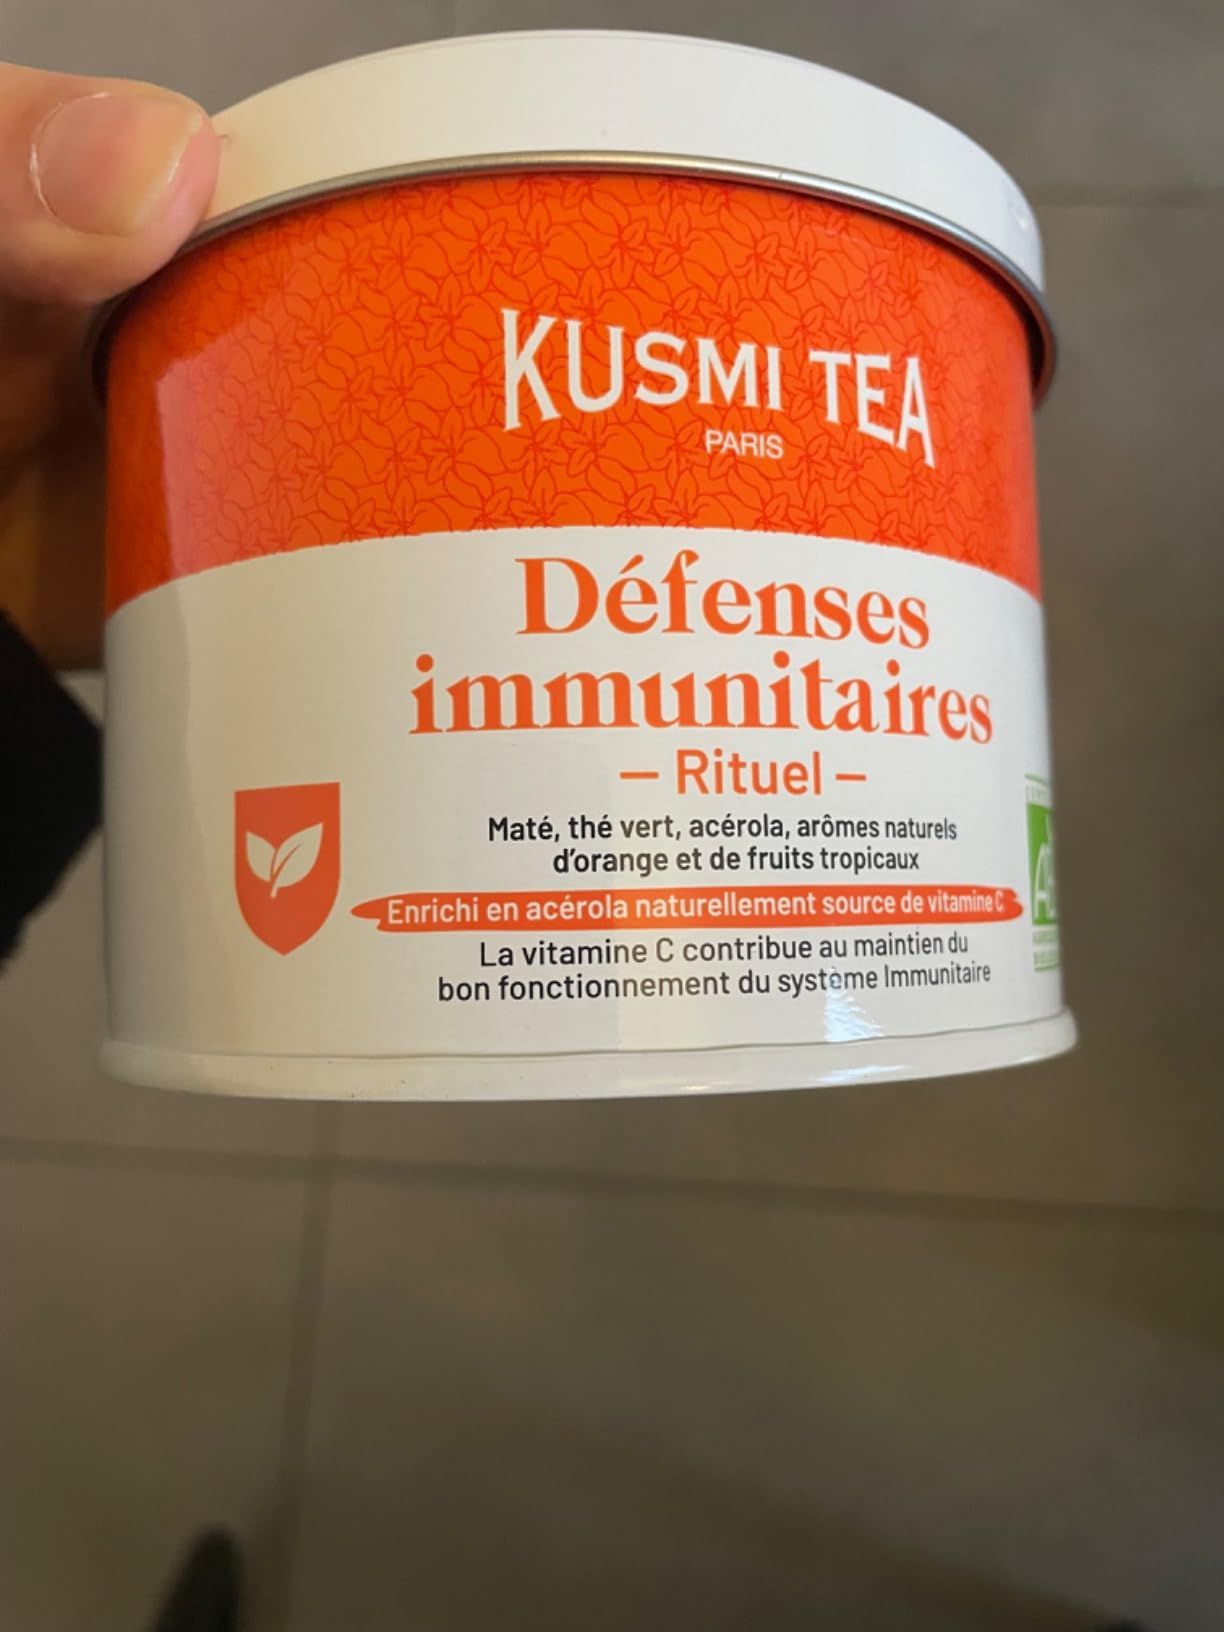 KUSMI TEA
PARIS
Défenses
immunitaires
– Rituel –
Maté, thé vert, acérola, arômes naturels
d'orange et de fruits tropicaux
Enrichi en acérola naturellement source de vitamine C
La vitamine C contribue au maintien du
bon fonctionnement du système Immunitaire